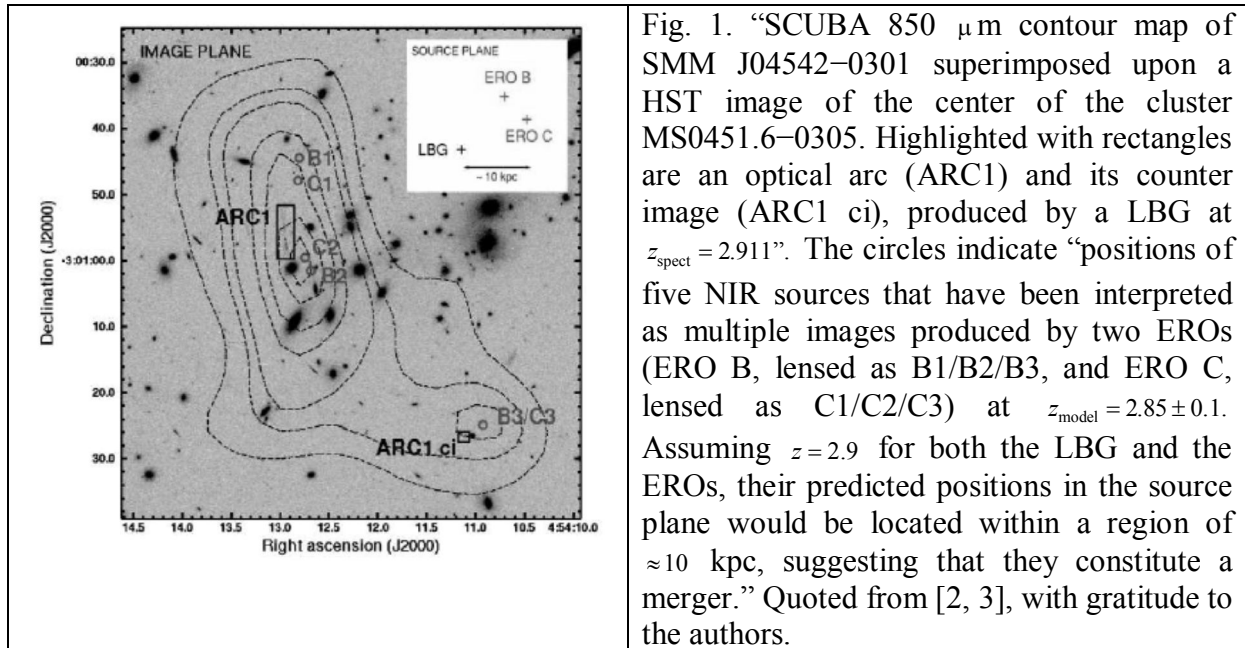 IMAGE PLANE
SOURCE PLANE
ERO B
ERO C
LBG
~ 10 kpc
B1
C1
ARC1
C2
B2
B3/C3
ARC1 ci
00:30.0
40.0
50.0
-3:01:00.0
10.0
20.0
30.0
Declination (J2000)
14.5 14.0 13.5 13.0 12.5 12.0 11.5 11.0 10.5 4:54:10.0
Right ascension (J2000)
Fig. 1. “SCUBA 850 μm contour map of
SMM J04542−0301 superimposed upon a
HST image of the center of the cluster
MS0451.6−0305. Highlighted with rectangles
are an optical arc (ARC1) and its counter
image (ARC1 ci), produced by a LBG at
z_spect = 2.911”. The circles indicate “positions of
five NIR sources that have been interpreted
as multiple images produced by two EROs
(ERO B, lensed as B1/B2/B3, and ERO C,
lensed as C1/C2/C3) at z_model = 2.85 ± 0.1.
Assuming z = 2.9 for both the LBG and the
EROs, their predicted positions in the source
plane would be located within a region of
≈10 kpc, suggesting that they constitute a
merger.” Quoted from [2, 3], with gratitude to
the authors.